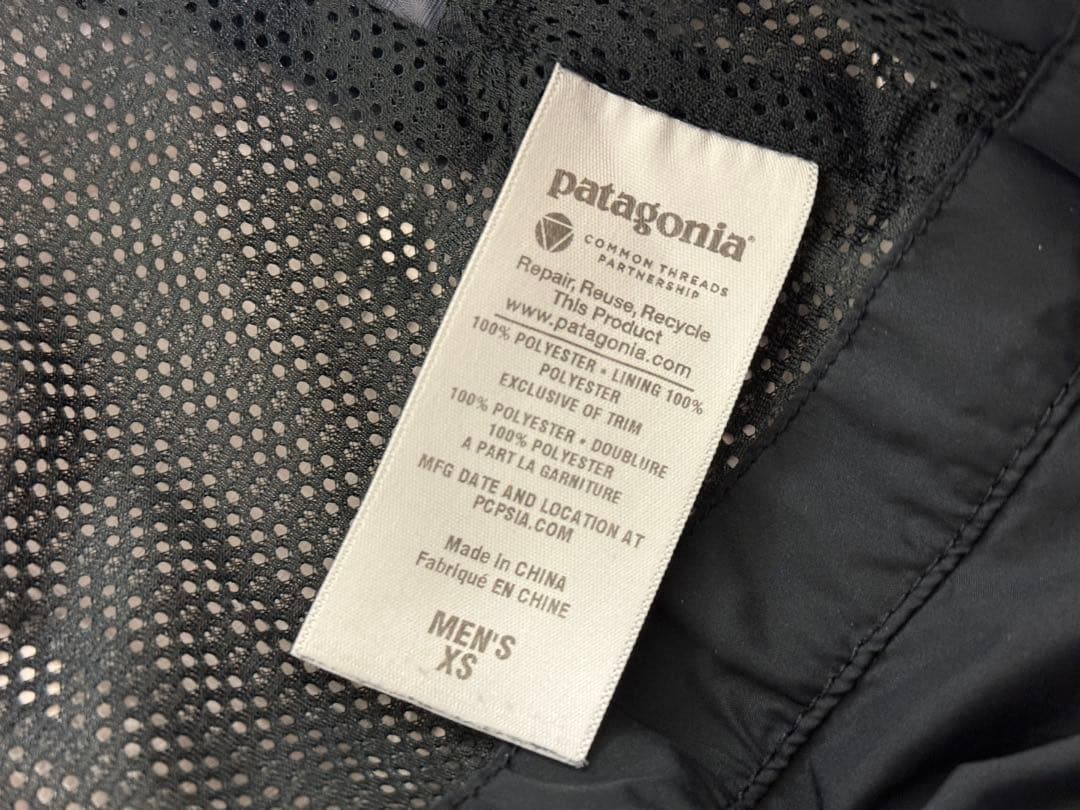 patagonia®
COMMON THREADS
PARTNERSHIP
Repair, Reuse, Recycle
This Product
www.patagonia.com
100% POLYESTER • LINING 100%
POLYESTER
EXCLUSIVE OF TRIM
100% POLYESTER • DOUBLURE
100% POLYESTER
A PART LA GARNITURE
MFG DATE AND LOCATION AT
PCPSIA.COM
Made in CHINA
Fabriqué EN CHINE
MEN'S
XS